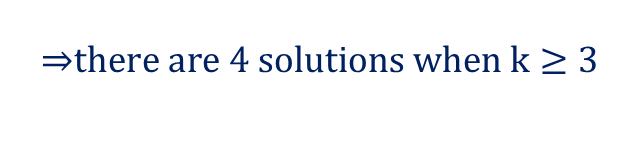 ⇒there are 4 solutions when k ≥ 3